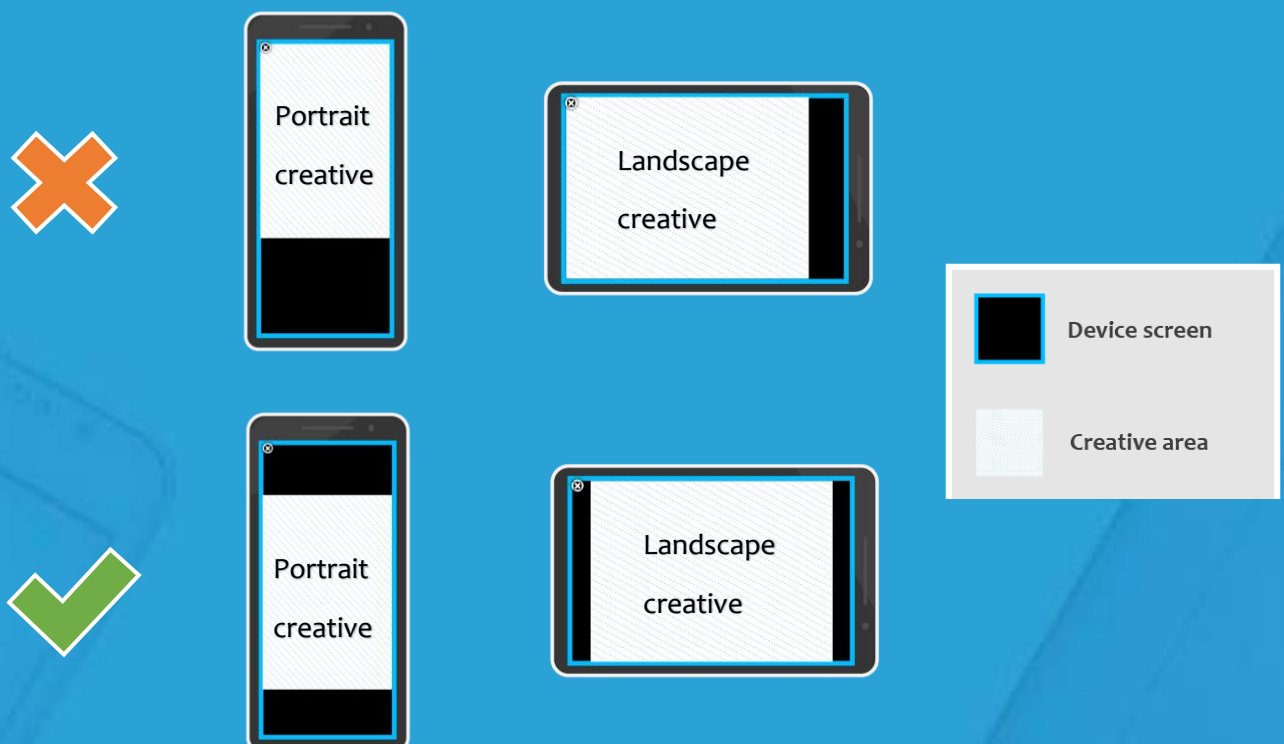 Portrait
creative
Landscape
creative
Device screen
Creative area
Portrait
creative
Landscape
creative